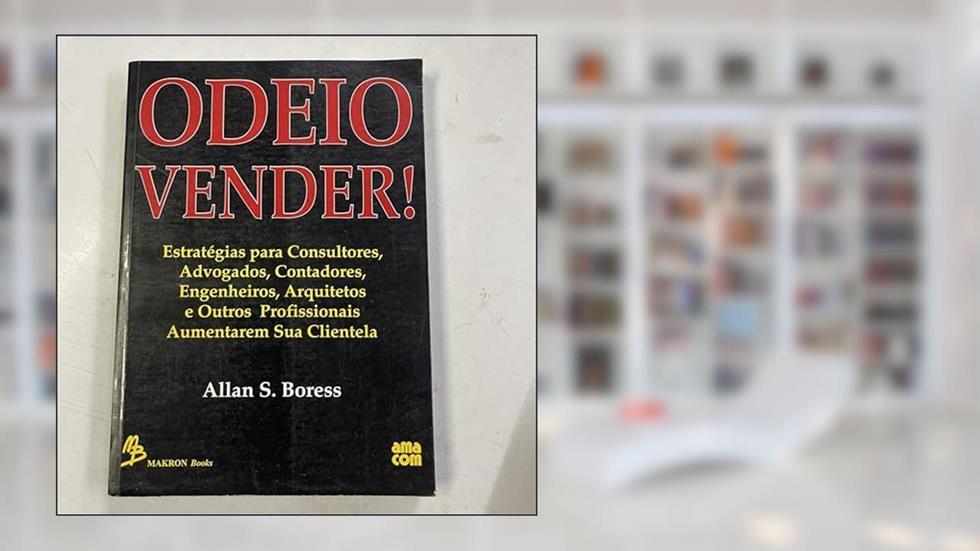 ODEIO
VENDER!
Estratégias para Consultores,
Advogados, Contadores,
Engenheiros, Arquitetos
e Outros Profissionais
Aumentarem Sua Clientela
Allan S. Boress
MB
MAKRON Books
ama
com